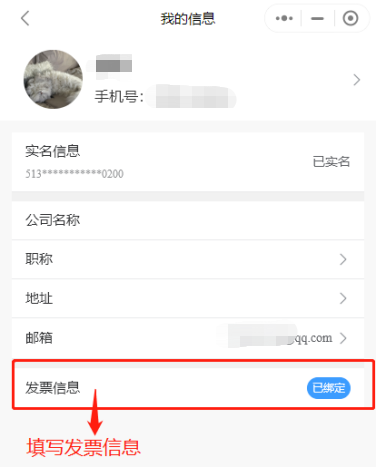 我的信息
手机号：
实名信息
已实名
513***********0200
公司名称
职称
地址
邮箱
@qq.com
发票信息
已绑定
填写发票信息